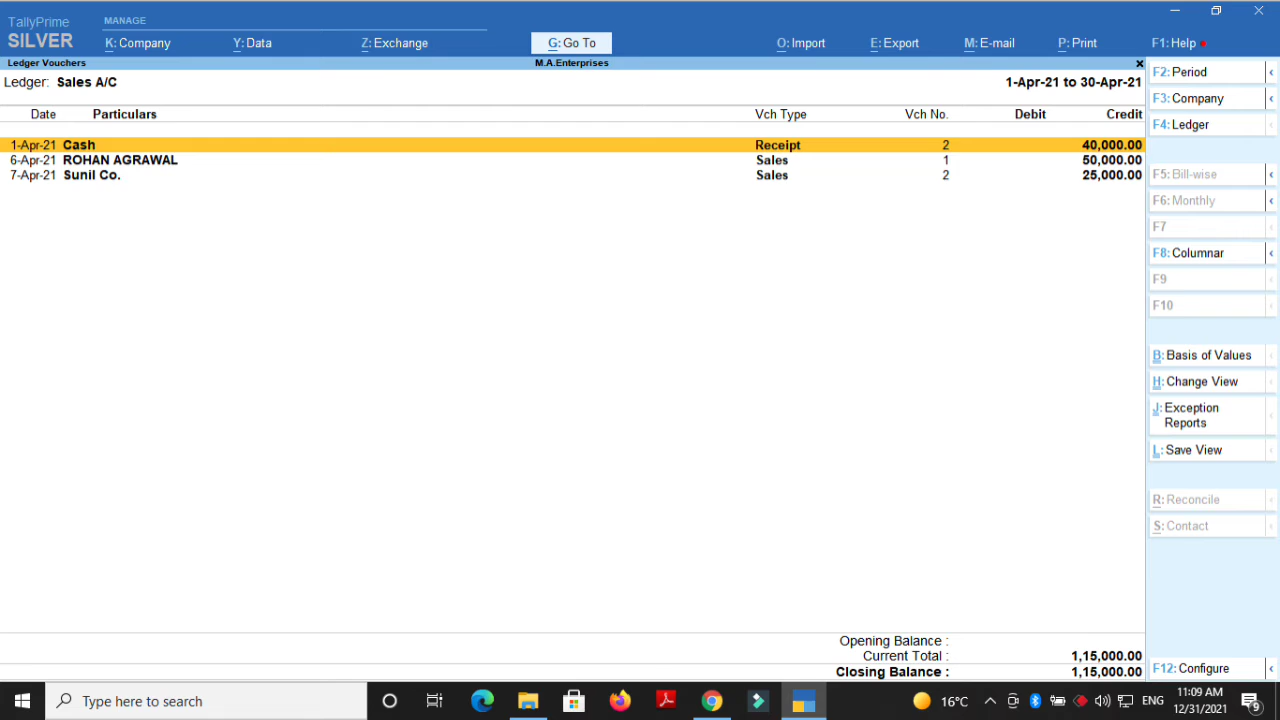 TallyPrime
SILVER
MANAGE
K: Company
Y: Data
Z: Exchange
G: Go To
O: Import
E: Export
M: E-mail
P: Print
F1: Help
Ledger Vouchers
M.A.Enterprises
Ledger: Sales A/C
1-Apr-21 to 30-Apr-21
Date Particulars Vch Type Vch No. Debit Credit
1-Apr-21 Cash Receipt 2 40,000.00
6-Apr-21 ROHAN AGRAWAL Sales 1 50,000.00
7-Apr-21 Sunil Co. Sales 2 25,000.00
Opening Balance :
Current Total : 1,15,000.00
Closing Balance : 1,15,000.00
F2: Period
F3: Company
F4: Ledger
F5: Bill-wise
F6: Monthly
F7
F8: Columnar
F9
F10
B: Basis of Values
H: Change View
J: Exception
Reports
L: Save View
R: Reconcile
S: Contact
F12: Configure
Type here to search
16°C
ENG
11:09 AM
12/31/2021
9